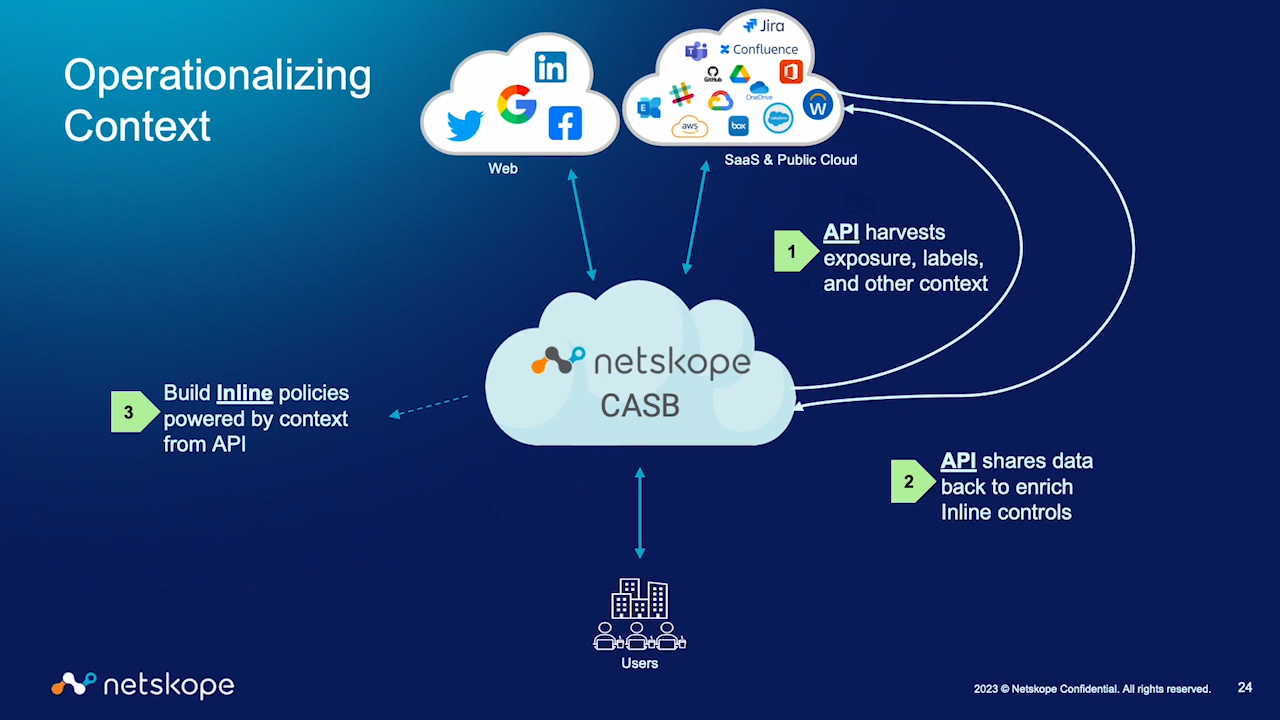 Operationalizing
Context
Jira
Confluence
GitHub
OneDrive
E
aws
box
salesforce
W
in
G
f
Web
SaaS & Public Cloud
1
API harvests
exposure, labels,
and other context
netskope
CASB
3
Build Inline policies
powered by context
from API
2
API shares data
back to enrich
Inline controls
Users
netskope
2023 © Netskope Confidential. All rights reserved.
24